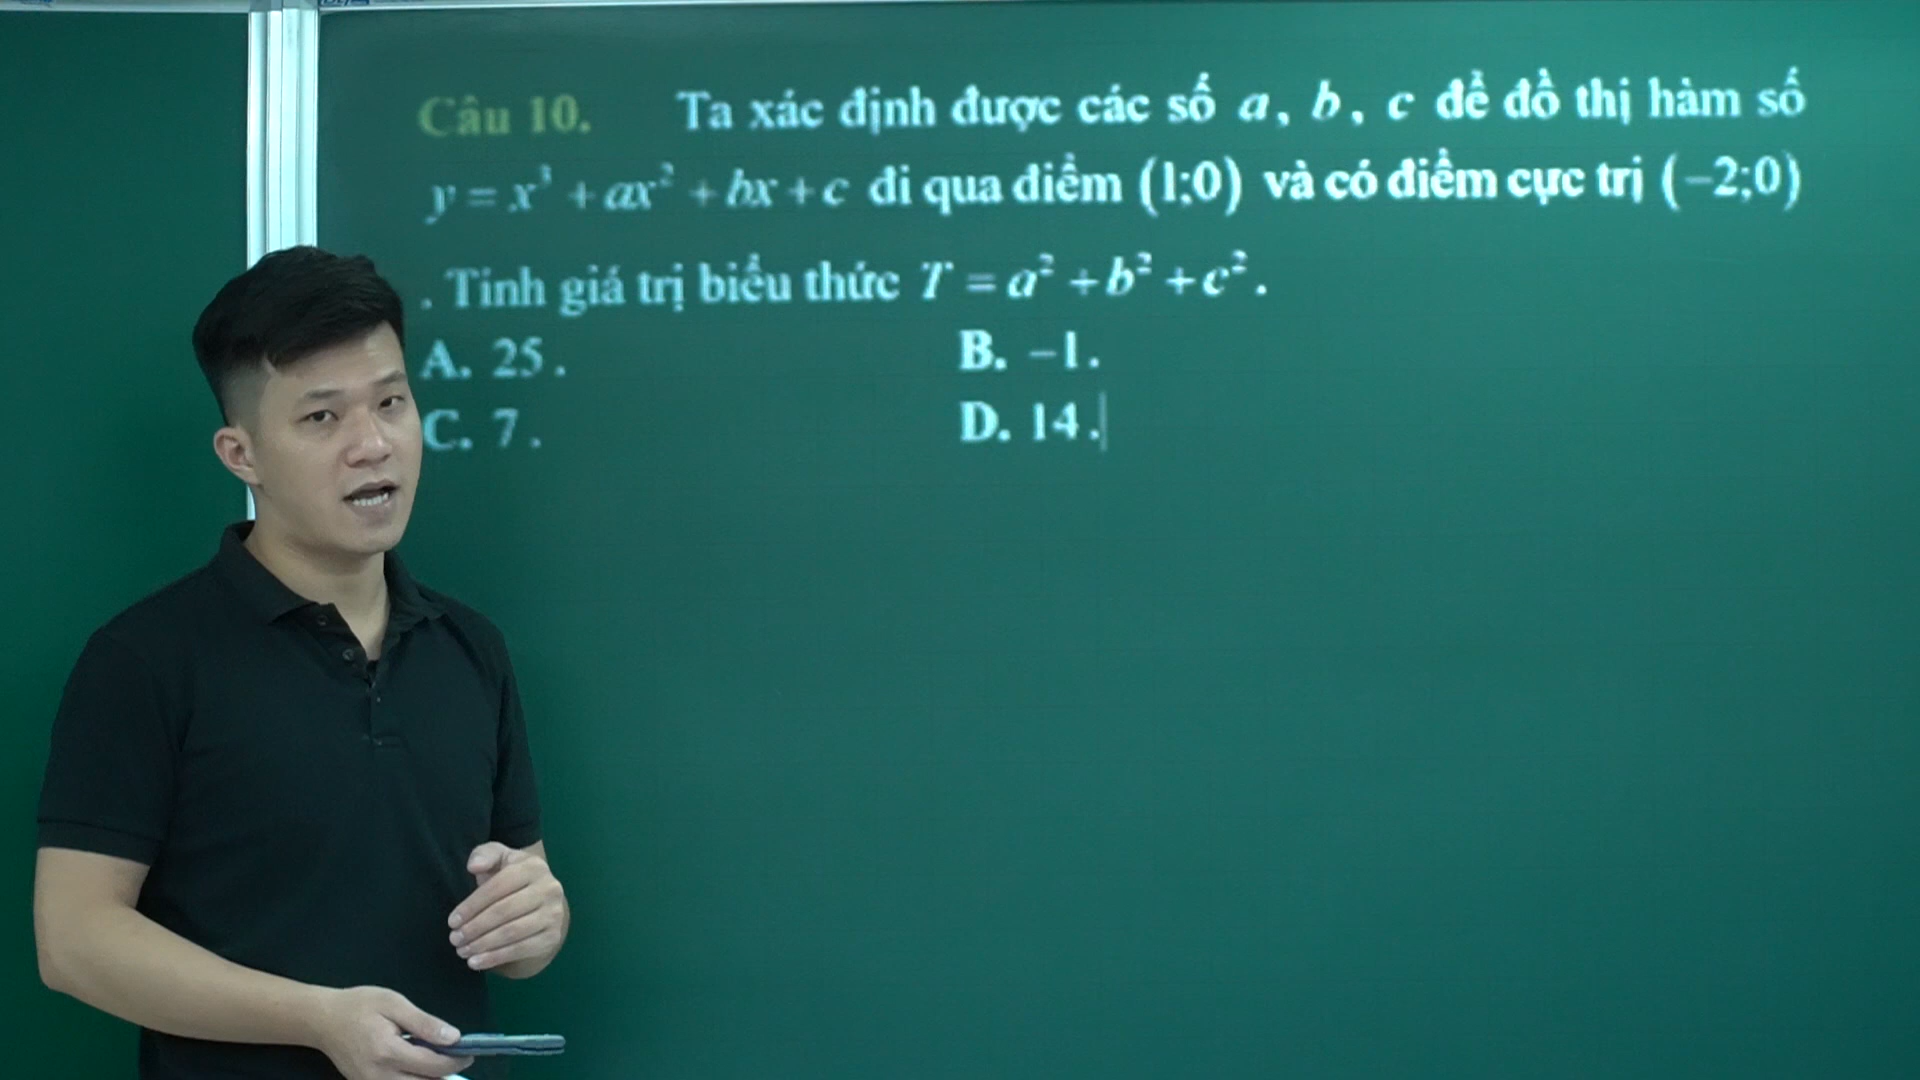 Câu 10. Ta xác định được các số a, b, c để đồ thị hàm số
y = x³ + ax² + bx + c đi qua điểm (1;0) và có điểm cực trị (−2;0)
. Tính giá trị biểu thức T = a² + b² + c².
A. 25. B. −1.
C. 7. D. 14.